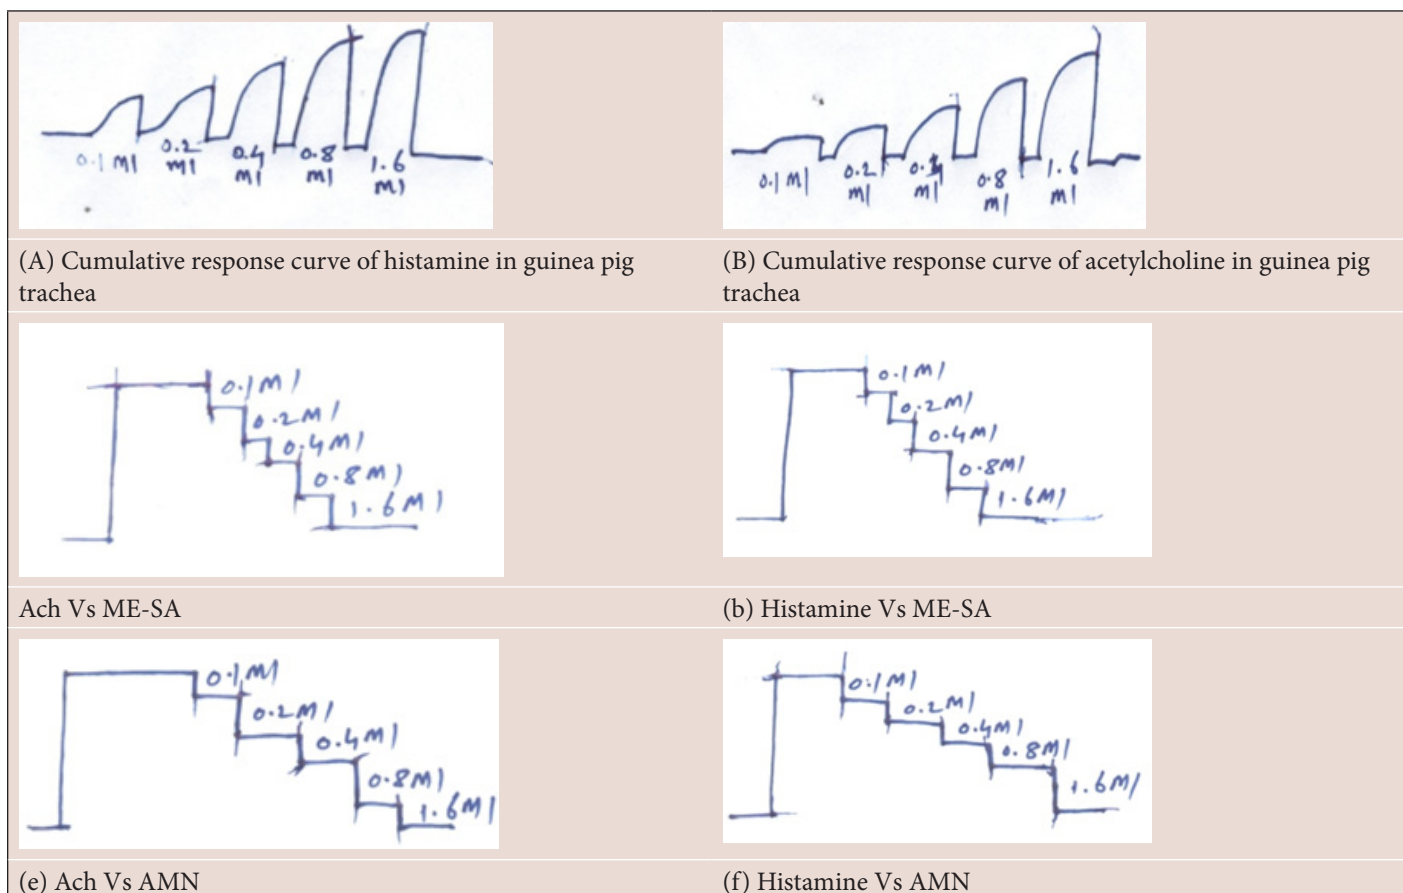 0.1 Ml
0.2 Ml
0.4 Ml
0.8 Ml
1.6 Ml
0.1 Ml
0.2 Ml
Ml
0.8 Ml
1.6 Ml
(A) Cumulative response curve of histamine in guinea pig
trachea
(B) Cumulative response curve of acetylcholine in guinea pig
trachea
0.1 Ml
0.2 Ml
0.4 Ml
0.8 Ml
1.6 Ml
0.1 Ml
0.2 Ml
0.4 Ml
0.8 Ml
1.6 Ml
Ach Vs ME-SA
(b) Histamine Vs ME-SA
0.1 Ml
0.2 Ml
0.4 Ml
0.8 Ml
1.6 Ml
0.1 Ml
0.2 Ml
0.4 Ml
0.8 Ml
1.6 Ml
(e) Ach Vs AMN
(f) Histamine Vs AMN